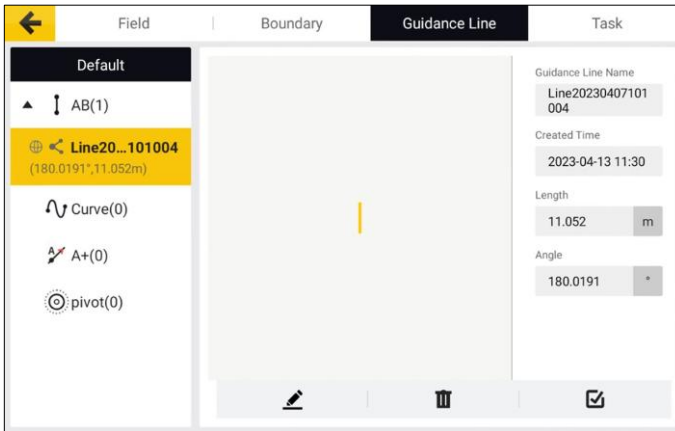 Field
Boundary
Guidance Line
Task
Default
AB(1)
Line20...101004
(180.0191°,11.052m)
Curve(0)
A+(0)
pivot(0)
Guidance Line Name
Line20230407101
004
Created Time
2023-04-13 11:30
Length
11.052 m
Angle
180.0191 °